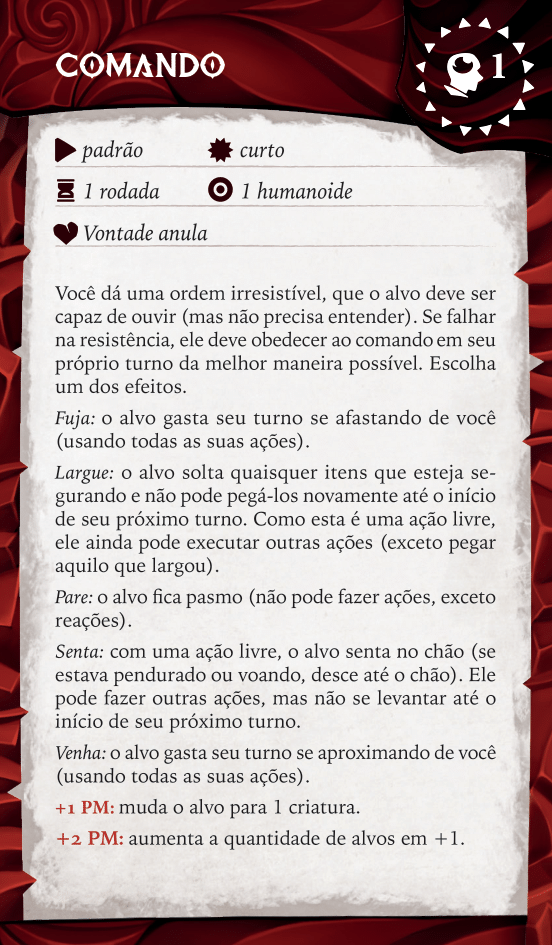 COMANDO
1
padrão
curto
1 rodada
1 humanoide
Vontade anula
Você dá uma ordem irresistível, que o alvo deve ser
capaz de ouvir (mas não precisa entender). Se falhar
na resistência, ele deve obedecer ao comando em seu
próprio turno da melhor maneira possível. Escolha
um dos efeitos.
Fuja: o alvo gasta seu turno se afastando de você
(usando todas as suas ações).
Largue: o alvo solta quaisquer itens que esteja se-
gurando e não pode pegá-los novamente até o início
de seu próximo turno. Como esta é uma ação livre,
ele ainda pode executar outras ações (exceto pegar
aquilo que largou).
Pare: o alvo fica pasmo (não pode fazer ações, exceto
reações).
Senta: com uma ação livre, o alvo senta no chão (se
estava pendurado ou voando, desce até o chão). Ele
pode fazer outras ações, mas não se levantar até o
início de seu próximo turno.
Venha: o alvo gasta seu turno se aproximando de você
(usando todas as suas ações).
+1 PM: muda o alvo para 1 criatura.
+2 PM: aumenta a quantidade de alvos em +1.